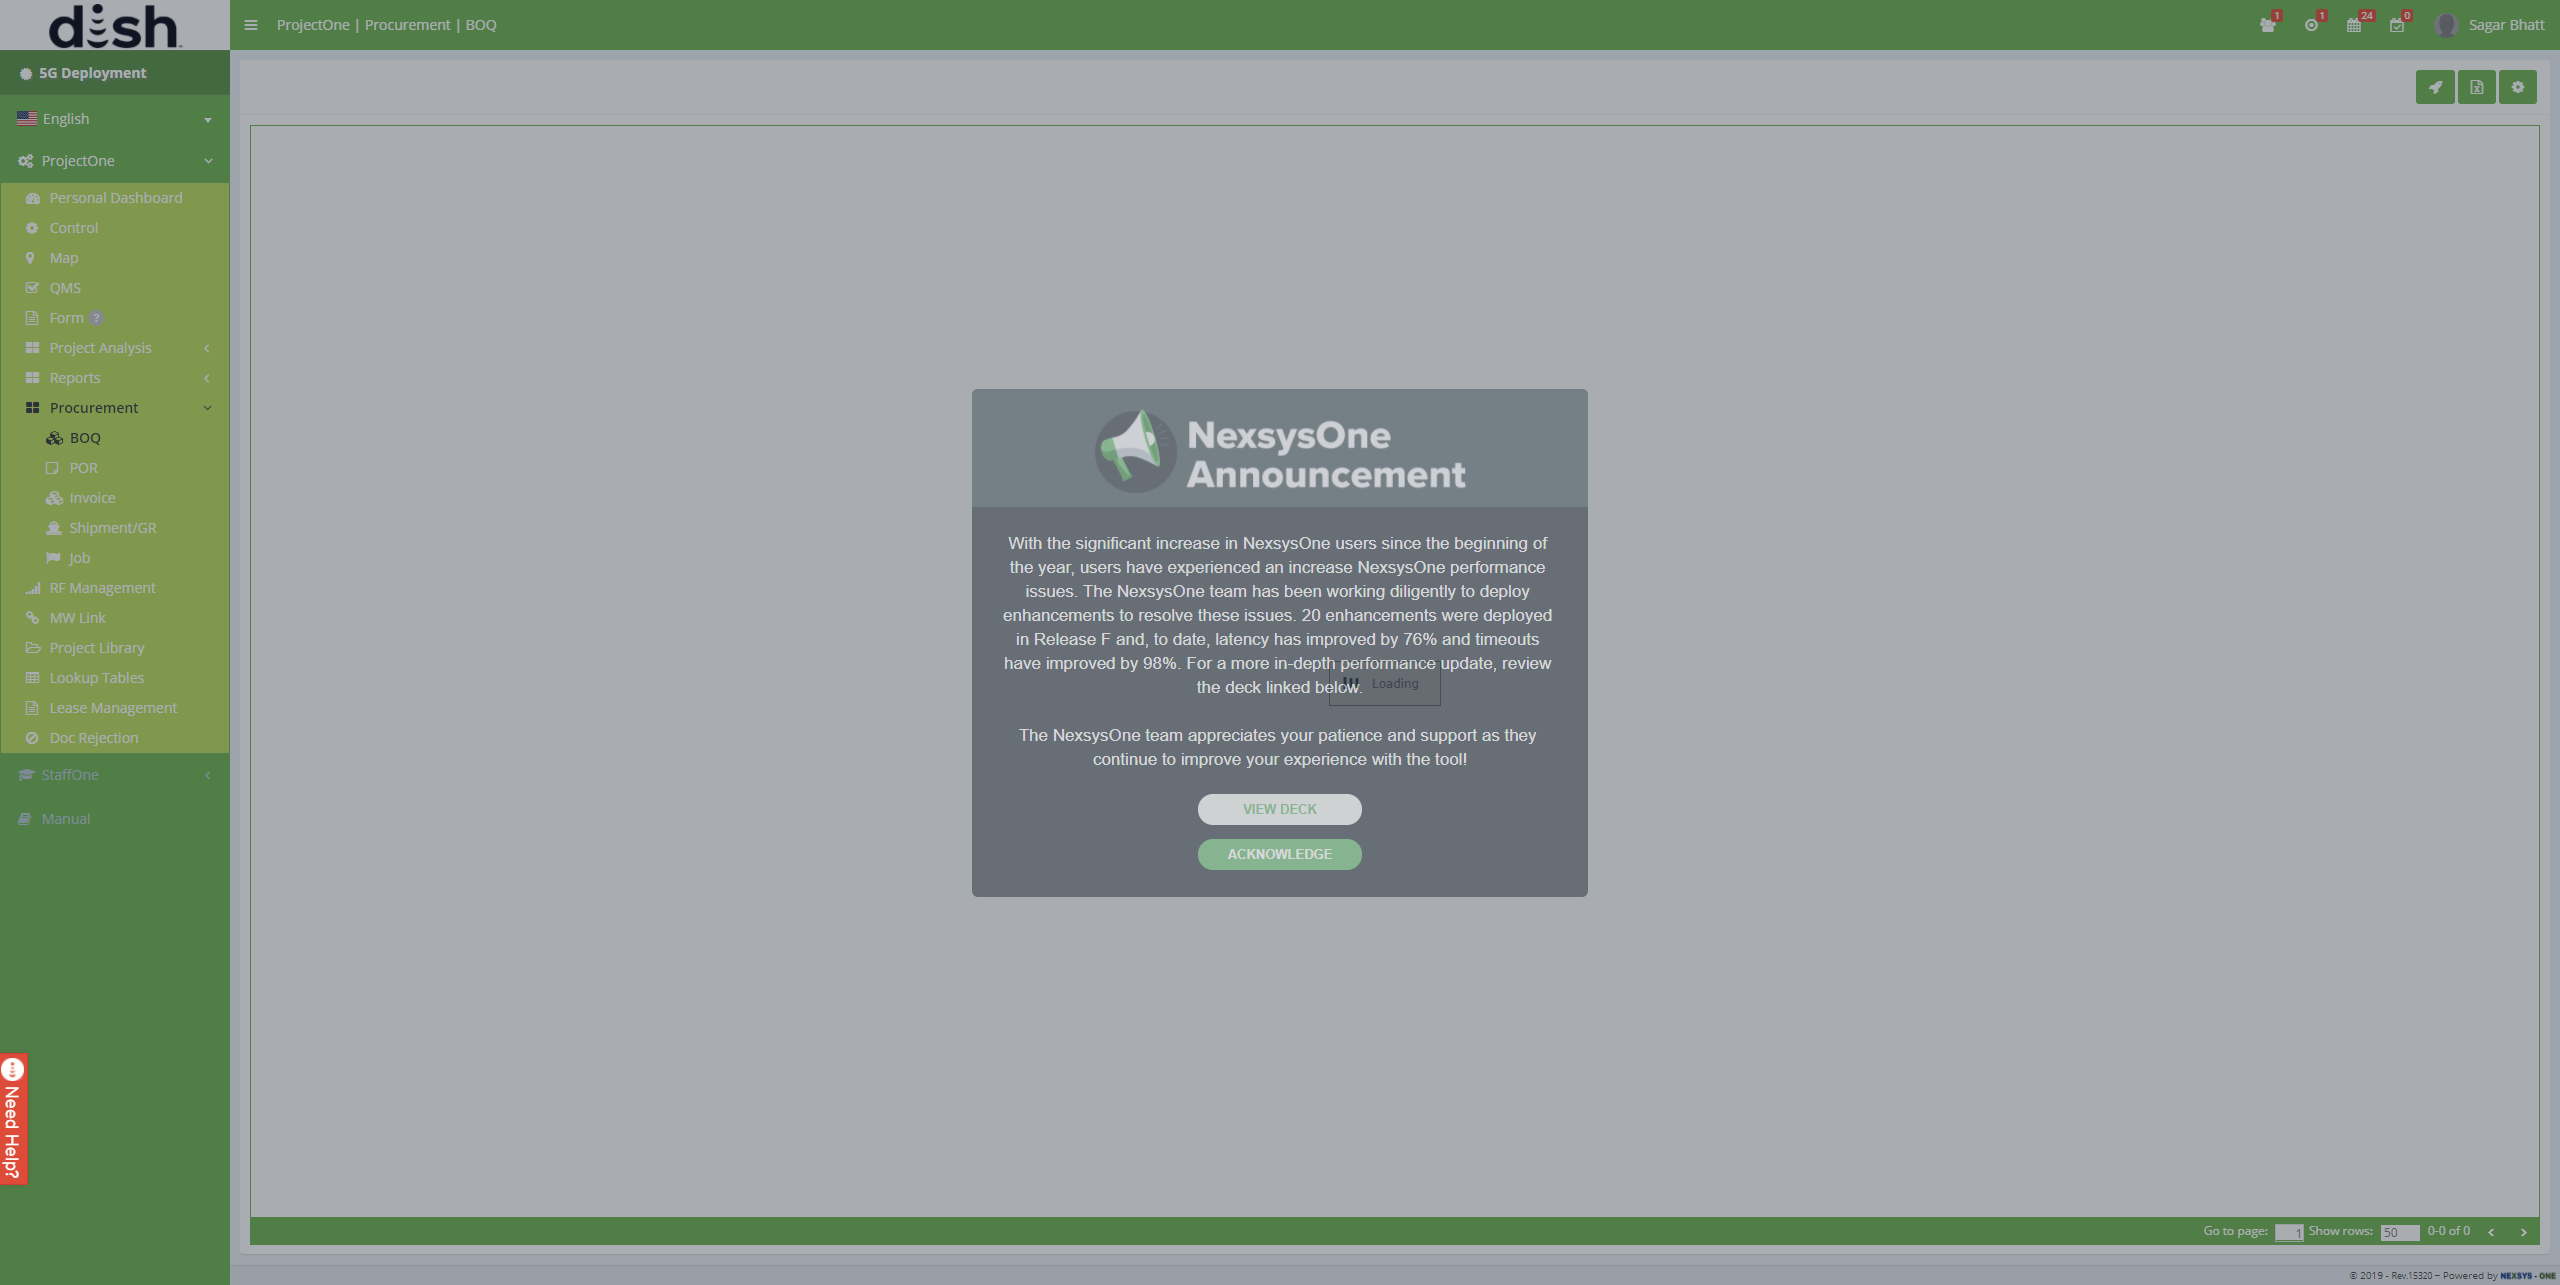 dish
ProjectOne | Procurement | BOQ
1
1
24
0
Sagar Bhatt
5G Deployment
English
ProjectOne
Personal Dashboard
Control
Map
QMS
Form ?
Project Analysis
Reports
Procurement
BOQ
POR
Invoice
Shipment/GR
Job
RF Management
MW Link
Project Library
Lookup Tables
Lease Management
Doc Rejection
StaffOne
Manual
Need Help?
NexsysOne
Announcement
With the significant increase in NexsysOne users since the beginning of
the year, users have experienced an increase NexsysOne performance
issues. The NexsysOne team has been working diligently to deploy
enhancements to resolve these issues. 20 enhancements were deployed
in Release F and, to date, latency has improved by 76% and timeouts
have improved by 98%. For a more in-depth performance update, review
the deck linked below.
Loading
The NexsysOne team appreciates your patience and support as they
continue to improve your experience with the tool!
VIEW DECK
ACKNOWLEDGE
Go to page: 1 Show rows: 50 0-0 of 0
© 2019 - Rev.15320 – Powered by NEXSYS - ONE